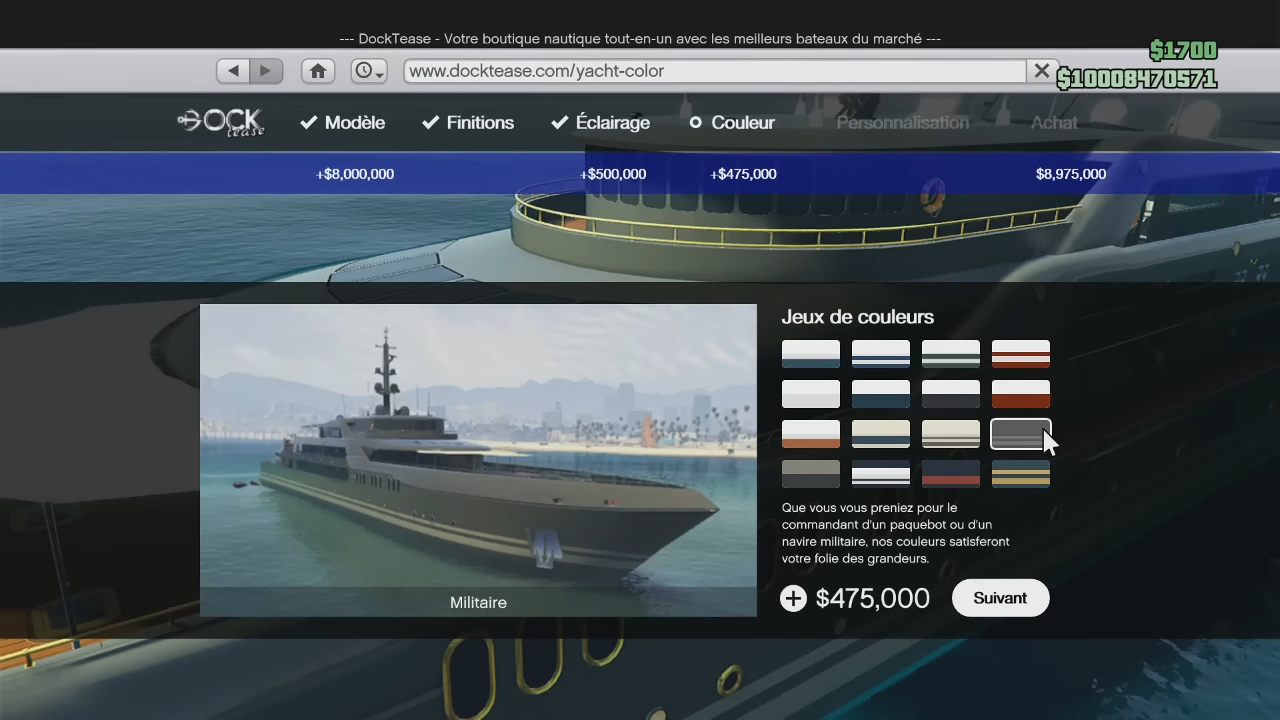 --- DockTease - Votre boutique nautique tout-en-un avec les meilleurs bateaux du marché ---
$1700
www.docktease.com/yacht-color
$10008470571
DOCK tease
Modèle
Finitions
Éclairage
Couleur
Personnalisation
Achat
+$8,000,000
+$500,000
+$475,000
$8,975,000
Jeux de couleurs
Que vous vous preniez pour le
commandant d'un paquebot ou d'un
navire militaire, nos couleurs satisferont
votre folie des grandeurs.
$475,000
Suivant
Militaire